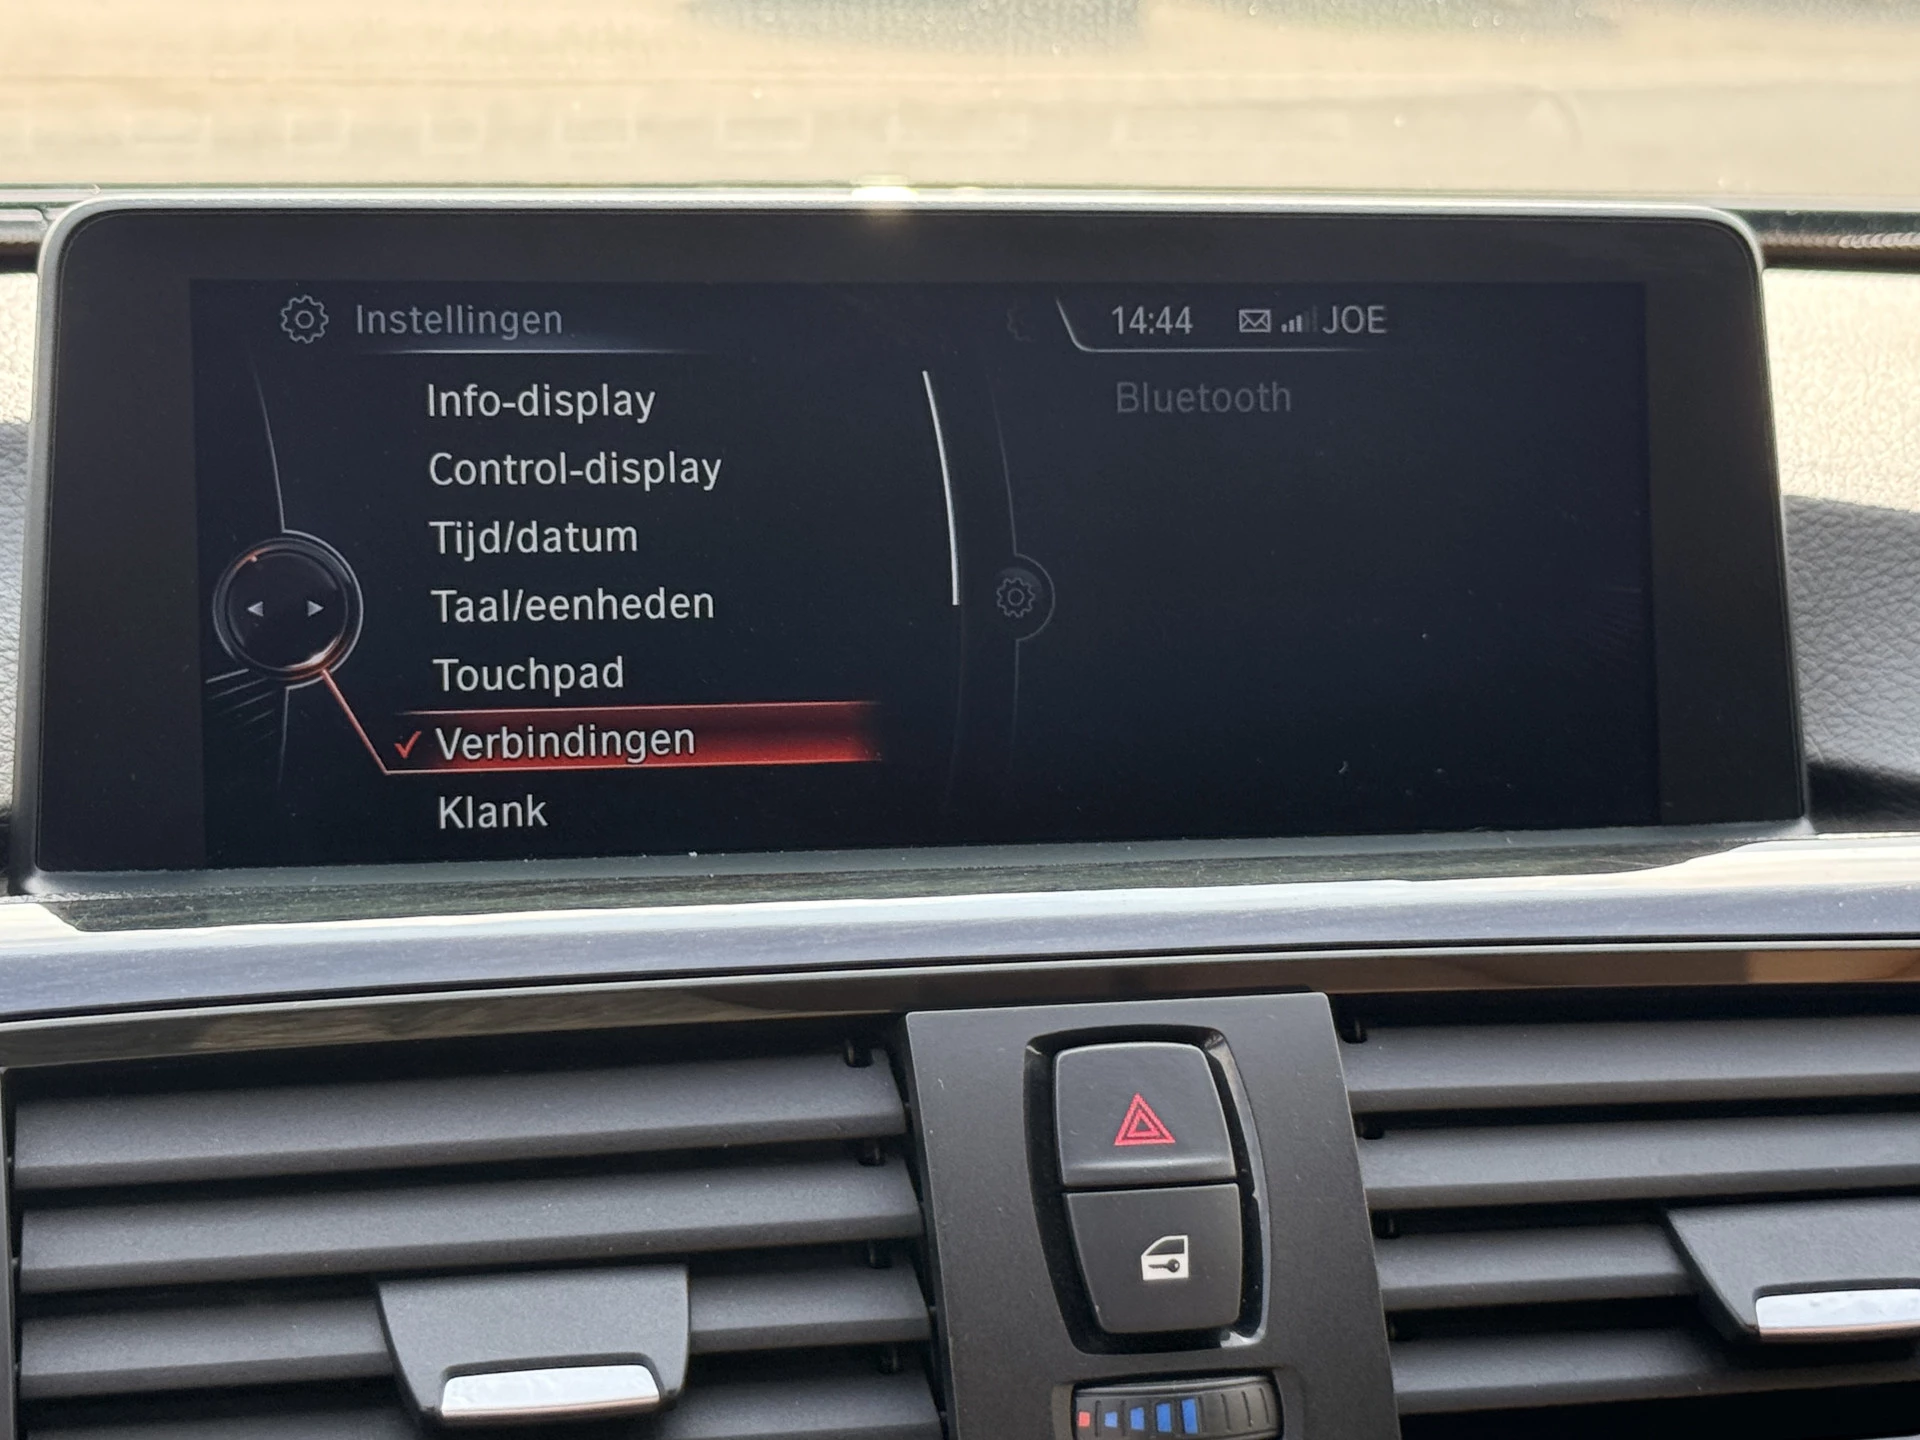 Instellingen
14:44 JOE
Info-display
Bluetooth
Control-display
Tijd/datum
Taal/eenheden
Touchpad
Verbindingen
Klank